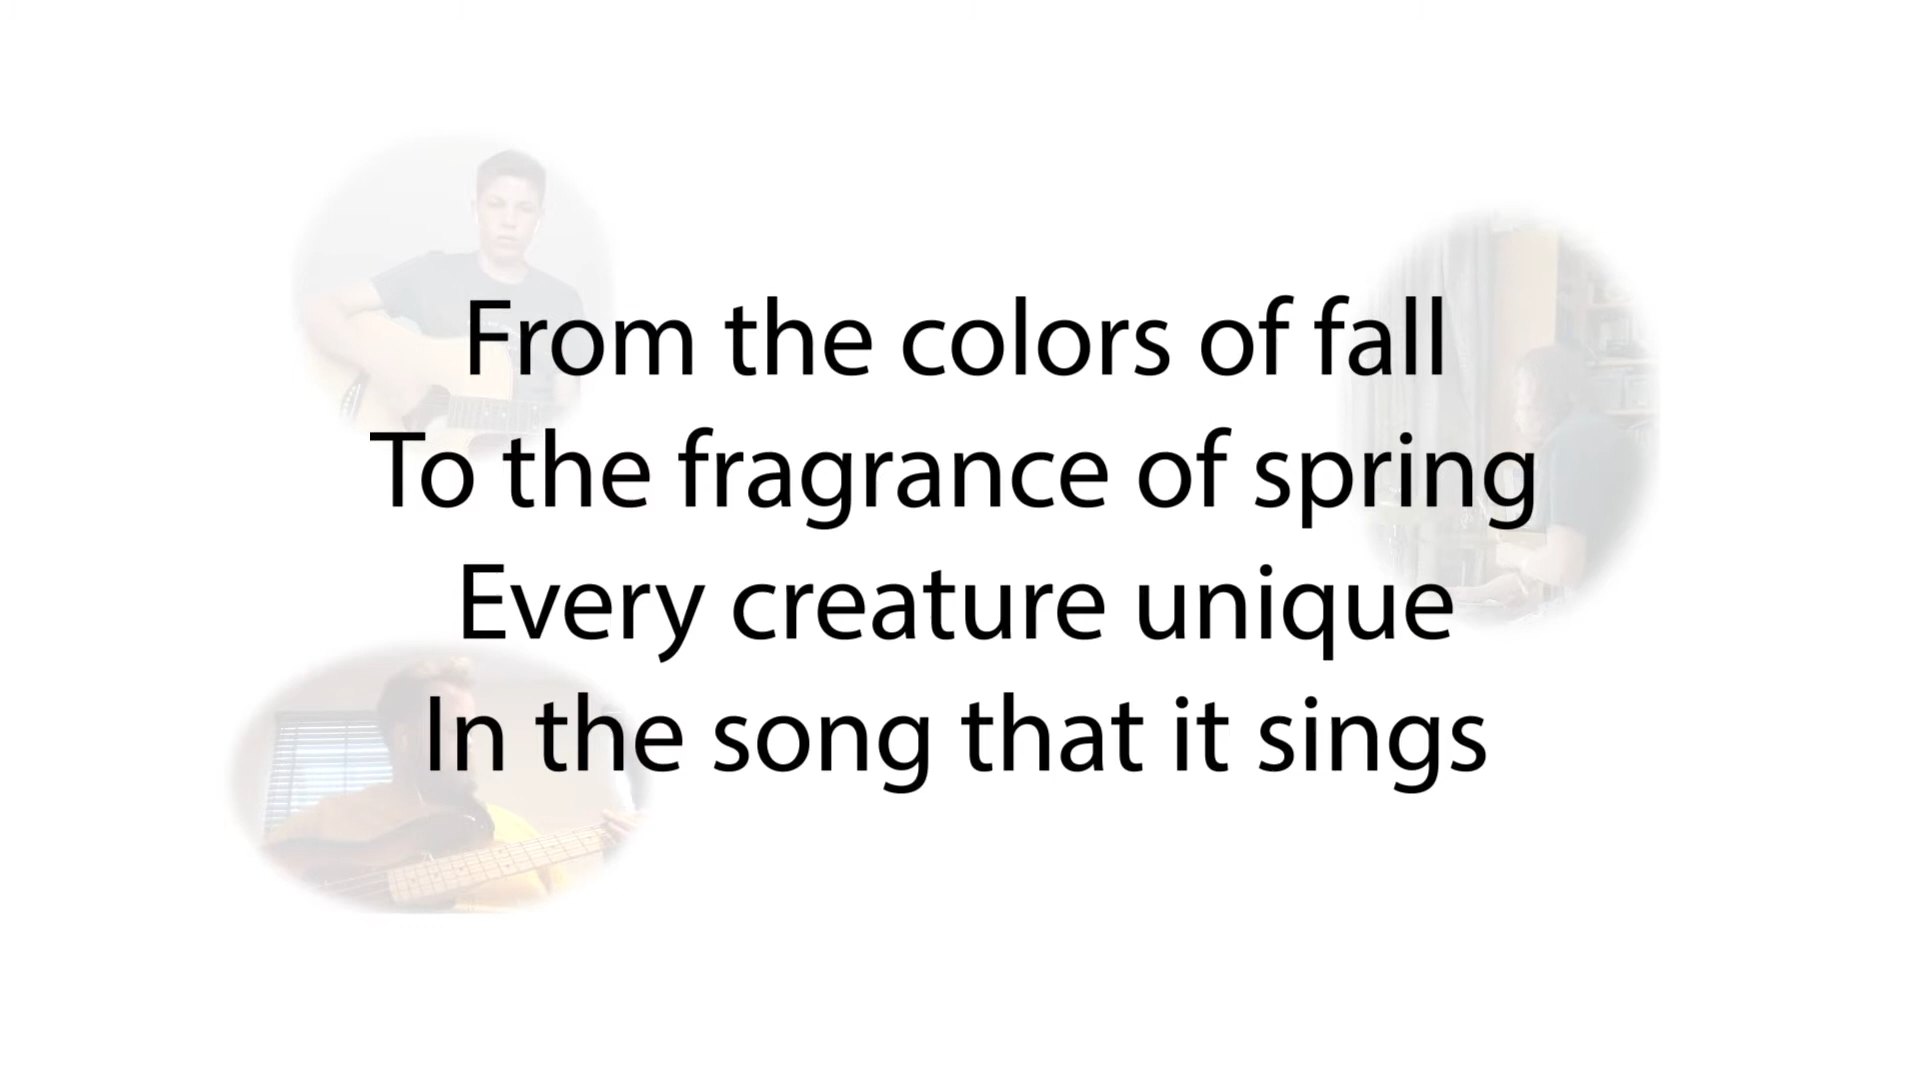 From the colors of fall
To the fragrance of spring
Every creature unique
In the song that it sings